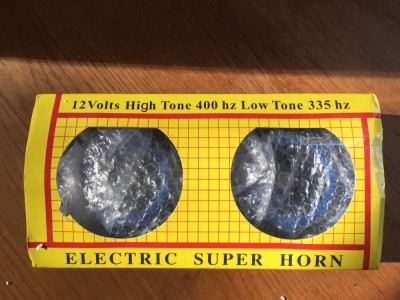 12Volts High Tone 400 hz Low Tone 335 hz
ELECTRIC SUPER HORN